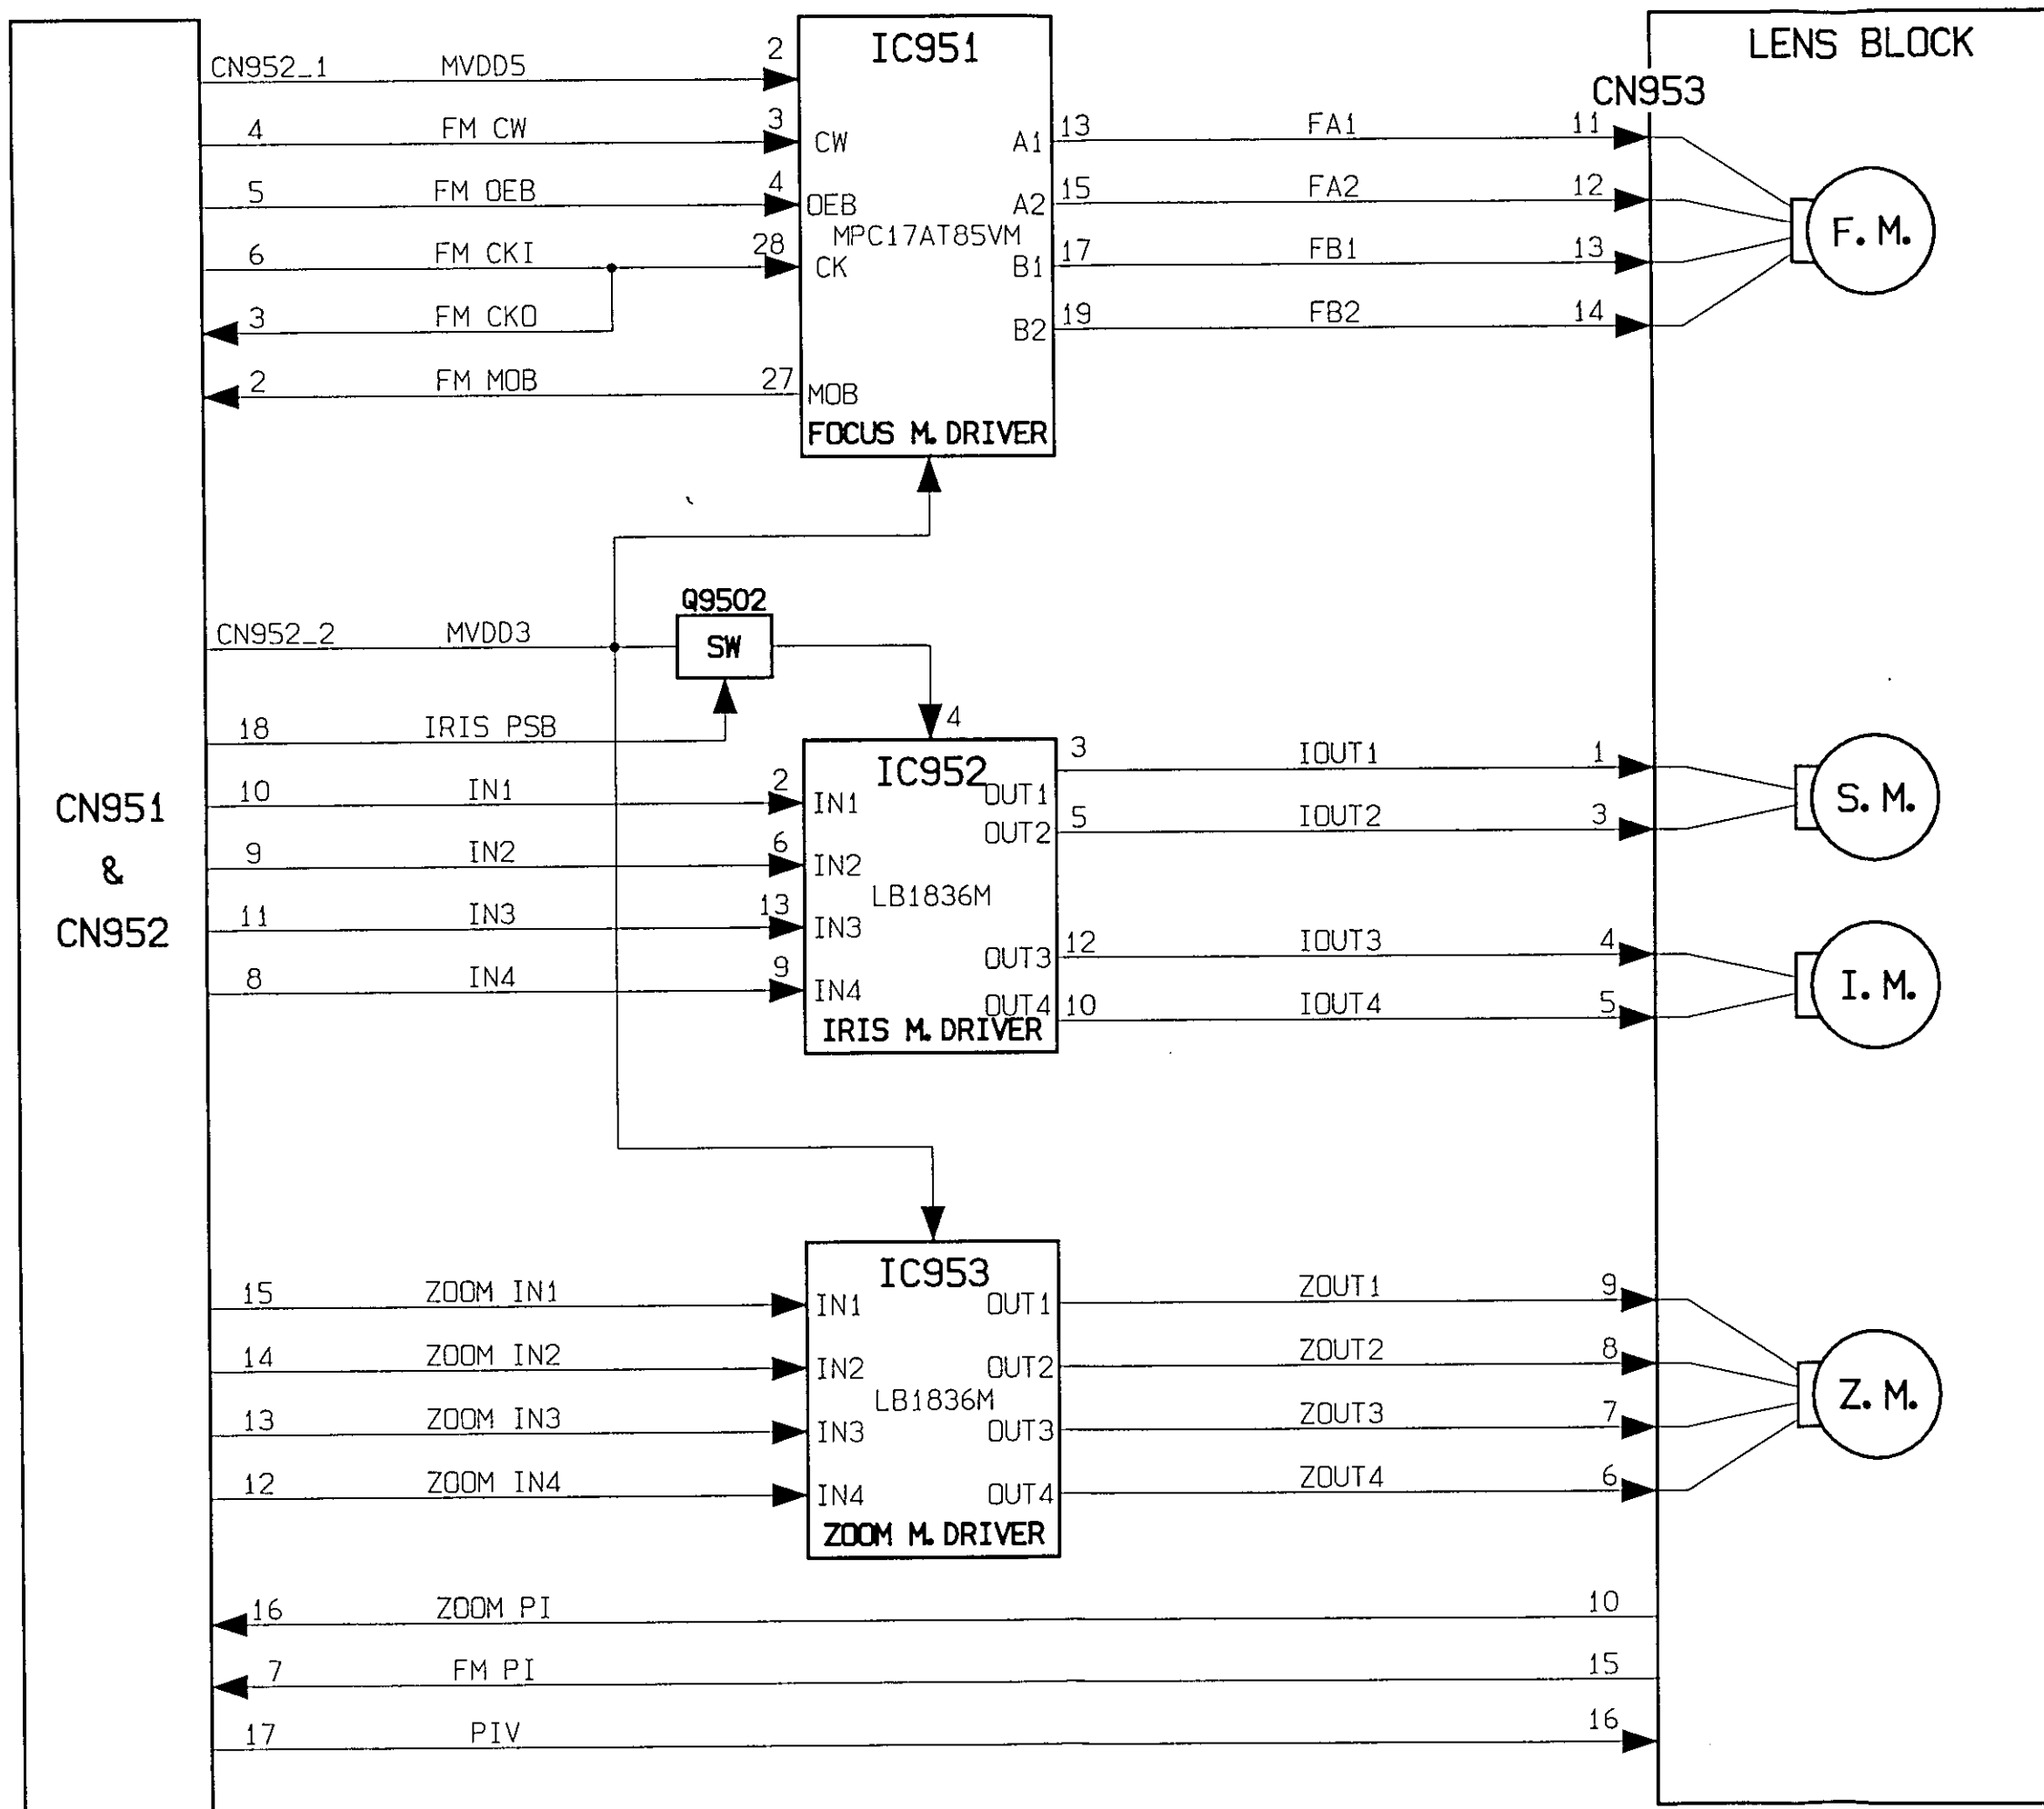 IC951
LENS BLOCK
CN953
CN952_1 MVDD5 2
4 FM CW 3 CW A1 13 FA1 11
5 FM OEB 4 OEB A2 15 FA2 12
MPC17AT85VM
F. M.
6 FM CKI 28 CK B1 17 FB1 13
3 FM CKO B2 19 FB2 14
2 FM MOB 27 MOB
FOCUS M. DRIVER
Q9502
CN952_2 MVDD3 SW
18 IRIS PSB 4
IC952
CN951
&
CN952
10 IN1 2 IN1 OUT1 3 IOUT1 1
S. M.
9 IN2 6 IN2 OUT2 5 IOUT2 3
LB1836M
11 IN3 13 IN3 OUT3 12 IOUT3 4
I. M.
8 IN4 9 IN4 OUT4 10 IOUT4 5
IRIS M. DRIVER
IC953
15 ZOOM IN1 IN1 OUT1 ZOUT1 9
14 ZOOM IN2 IN2 OUT2 ZOUT2 8
LB1836M
Z. M.
13 ZOOM IN3 IN3 OUT3 ZOUT3 7
12 ZOOM IN4 IN4 OUT4 ZOUT4 6
ZOOM M. DRIVER
16 ZOOM PI 10
7 FM PI 15
17 PIV 16